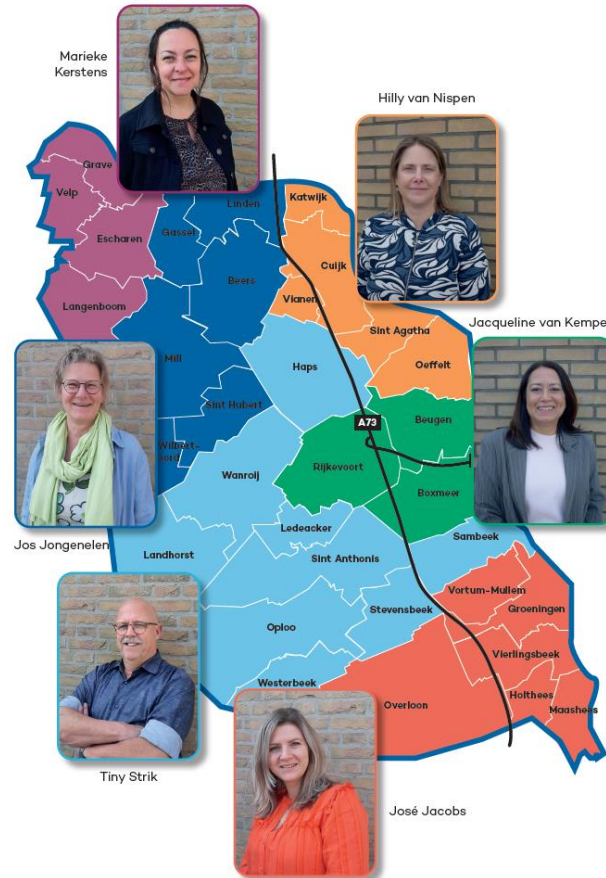 Marieke
Kerstens
Hilly van Nispen
Grave
Velp
Linden
Katwijk
Gassel
Escharen
Cuijk
Beers
Vianen
Langenboom
Jacqueline van Kempe
Sint Agatha
Mill
Haps
Oeffelt
Sint Hubert
Beugen
A73
Wanroij
Rijkevoort
Boxmeer
Ledeacker
Sambeek
Jos Jongenelen
Landhorst
Sint Anthonis
Vortum-Mullem
Groeningen
Stevensbeek
Oploo
Vierlingsbeek
Westerbeek
Holthees
Overloon
Maashees
Tiny Strik
José Jacobs